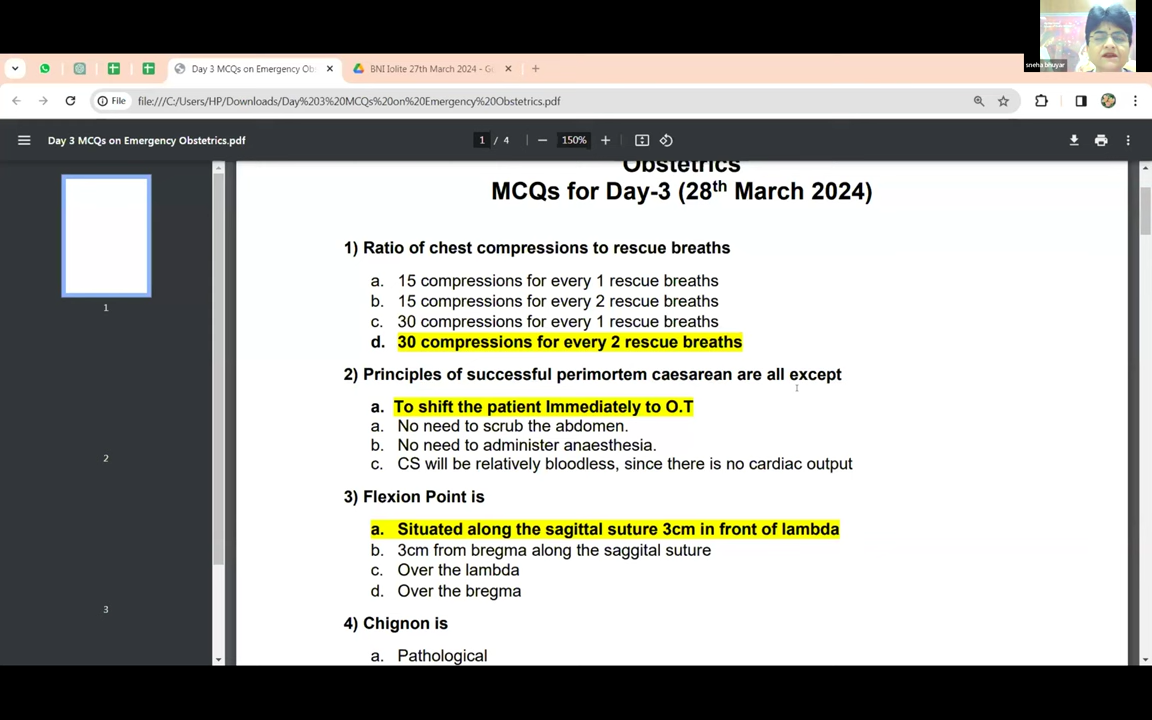 sneha bhuyar
Day 3 MCQs on Emergency Ob
BNI Iolite 27th March 2024 - Go
File
file:///C:/Users/HP/Downloads/Day%203%20MCQs%20on%20Emergency%20Obstetrics.pdf
Day 3 MCQs on Emergency Obstetrics.pdf
1 / 4
150%
Obstetrics
MCQs for Day-3 (28th March 2024)
1) Ratio of chest compressions to rescue breaths
a. 15 compressions for every 1 rescue breaths
b. 15 compressions for every 2 rescue breaths
c. 30 compressions for every 1 rescue breaths
d. 30 compressions for every 2 rescue breaths
2) Principles of successful perimortem caesarean are all except
a. To shift the patient Immediately to O.T
a. No need to scrub the abdomen.
b. No need to administer anaesthesia.
c. CS will be relatively bloodless, since there is no cardiac output
3) Flexion Point is
a. Situated along the sagittal suture 3cm in front of lambda
b. 3cm from bregma along the saggital suture
c. Over the lambda
d. Over the bregma
4) Chignon is
a. Pathological
1
2
3